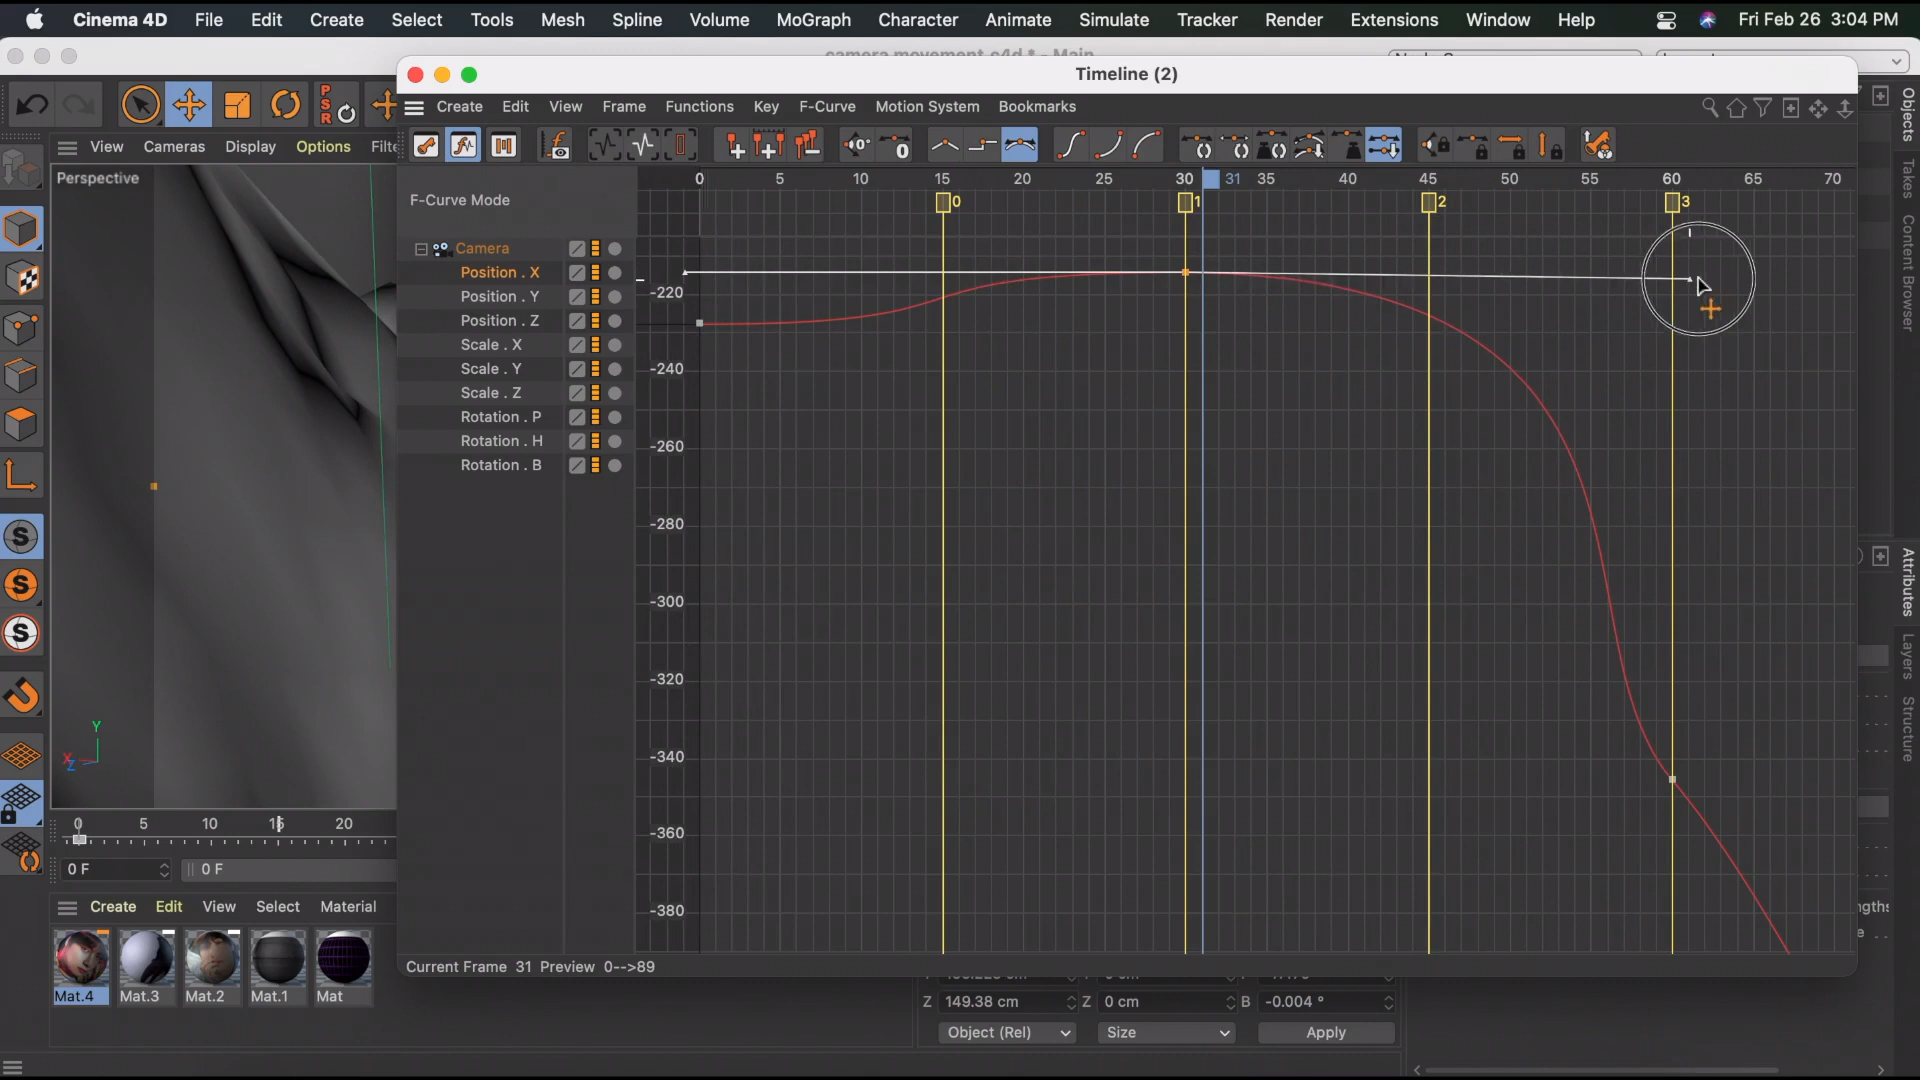 Cinema 4D File Edit Create Select Tools Mesh Spline Volume MoGraph Character Animate Simulate Tracker Render Extensions Window Help Fri Feb 26 3:04 PM
Timeline (2)
Create Edit View Frame Functions Key F-Curve Motion System Bookmarks
View Cameras Display Options Filte
Perspective
F-Curve Mode
0 5 10 15 20 25 30 31 35 40 45 50 55 60 65 70
0 1 2 3
Camera
Position . X
Position . Y
Position . Z
Scale . X
Scale . Y
Scale . Z
Rotation . P
Rotation . H
Rotation . B
-220
-240
-260
-280
-300
-320
-340
-360
-380
Objects
Takes
Content Browser
Attributes
Layers
Structure
Y
X
Z
0 5 10 15 20
0 F 0 F
Create Edit View Select Material
Mat.4 Mat.3 Mat.2 Mat.1 Mat
Current Frame 31 Preview 0-->89
Z 149.38 cm Z 0 cm B -0.004 °
Object (Rel) Size Apply